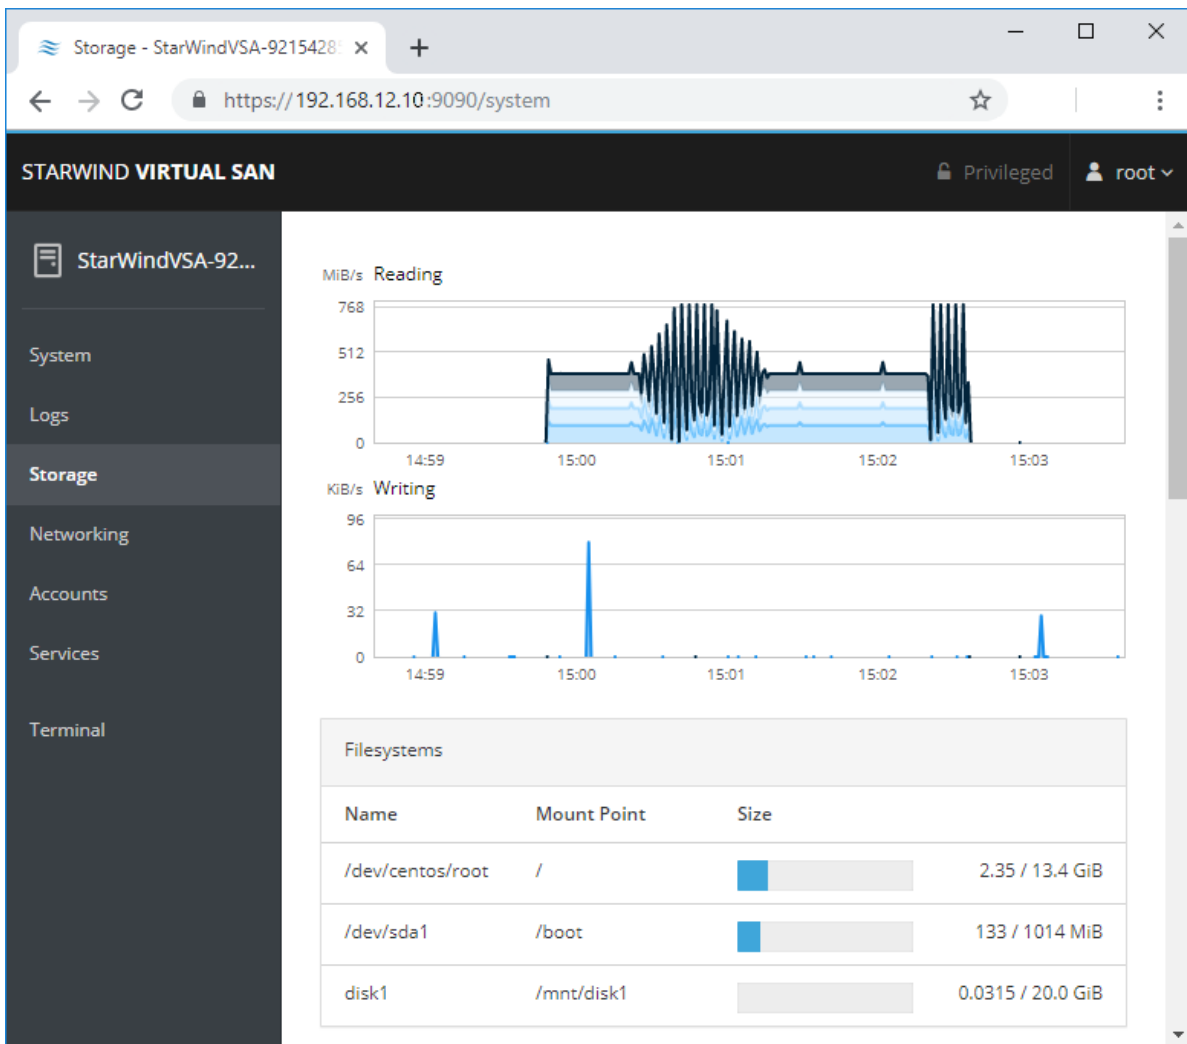 Storage - StarWindVSA-9215428
https://192.168.12.10:9090/system
STARWIND VIRTUAL SAN
Privileged
root
StarWindVSA-92...
System
Logs
Storage
Networking
Accounts
Services
Terminal
MiB/s Reading
768
512
256
0
14:59 15:00 15:01 15:02 15:03
KiB/s Writing
96
64
32
0
14:59 15:00 15:01 15:02 15:03
Filesystems
Name Mount Point Size
/dev/centos/root / 2.35 / 13.4 GiB
/dev/sda1 /boot 133 / 1014 MiB
disk1 /mnt/disk1 0.0315 / 20.0 GiB